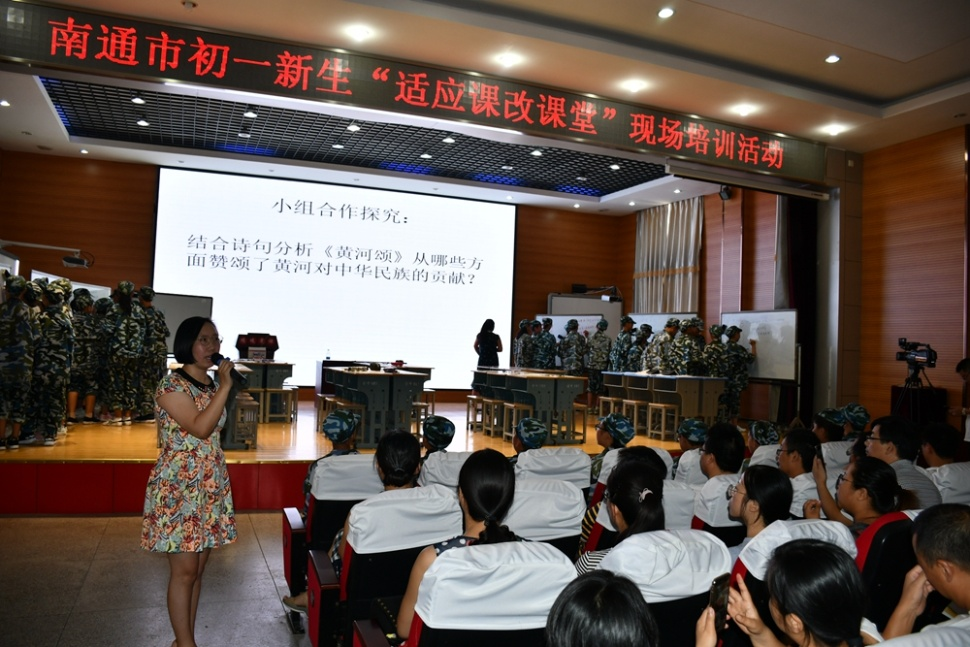 南通市初一新生“适应课改课堂”现场培训活动
小组合作探究：
结合诗句分析《黄河颂》从哪些方
面赞颂了黄河对中华民族的贡献？